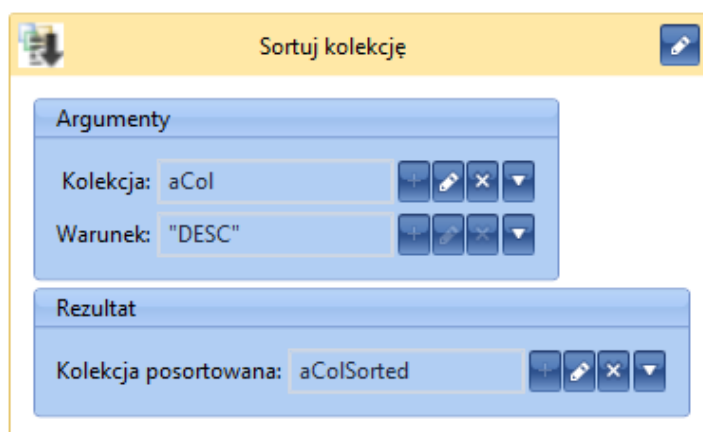 Sortuj kolekcję
Argumenty
Kolekcja: aCol
Warunek: "DESC"
Rezultat
Kolekcja posortowana: aColSorted